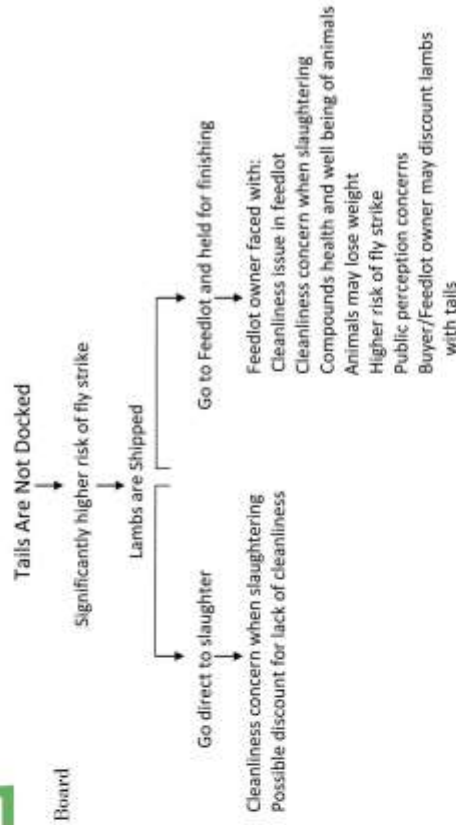 Board
Tails Are Not Docked
Significantly higher risk of fly strike
Lambs are Shipped
Go direct to slaughter
Cleanliness concern when slaughtering
Possible discount for lack of cleanliness
Go to Feedlot and held for finishing
Feedlot owner faced with:
Cleanliness issue in feedlot
Cleanliness concern when slaughtering
Compounds health and well being of animals
Animals may lose weight
Higher risk of fly strike
Public perception concerns
Buyer/Feedlot owner may discount lambs
with tails